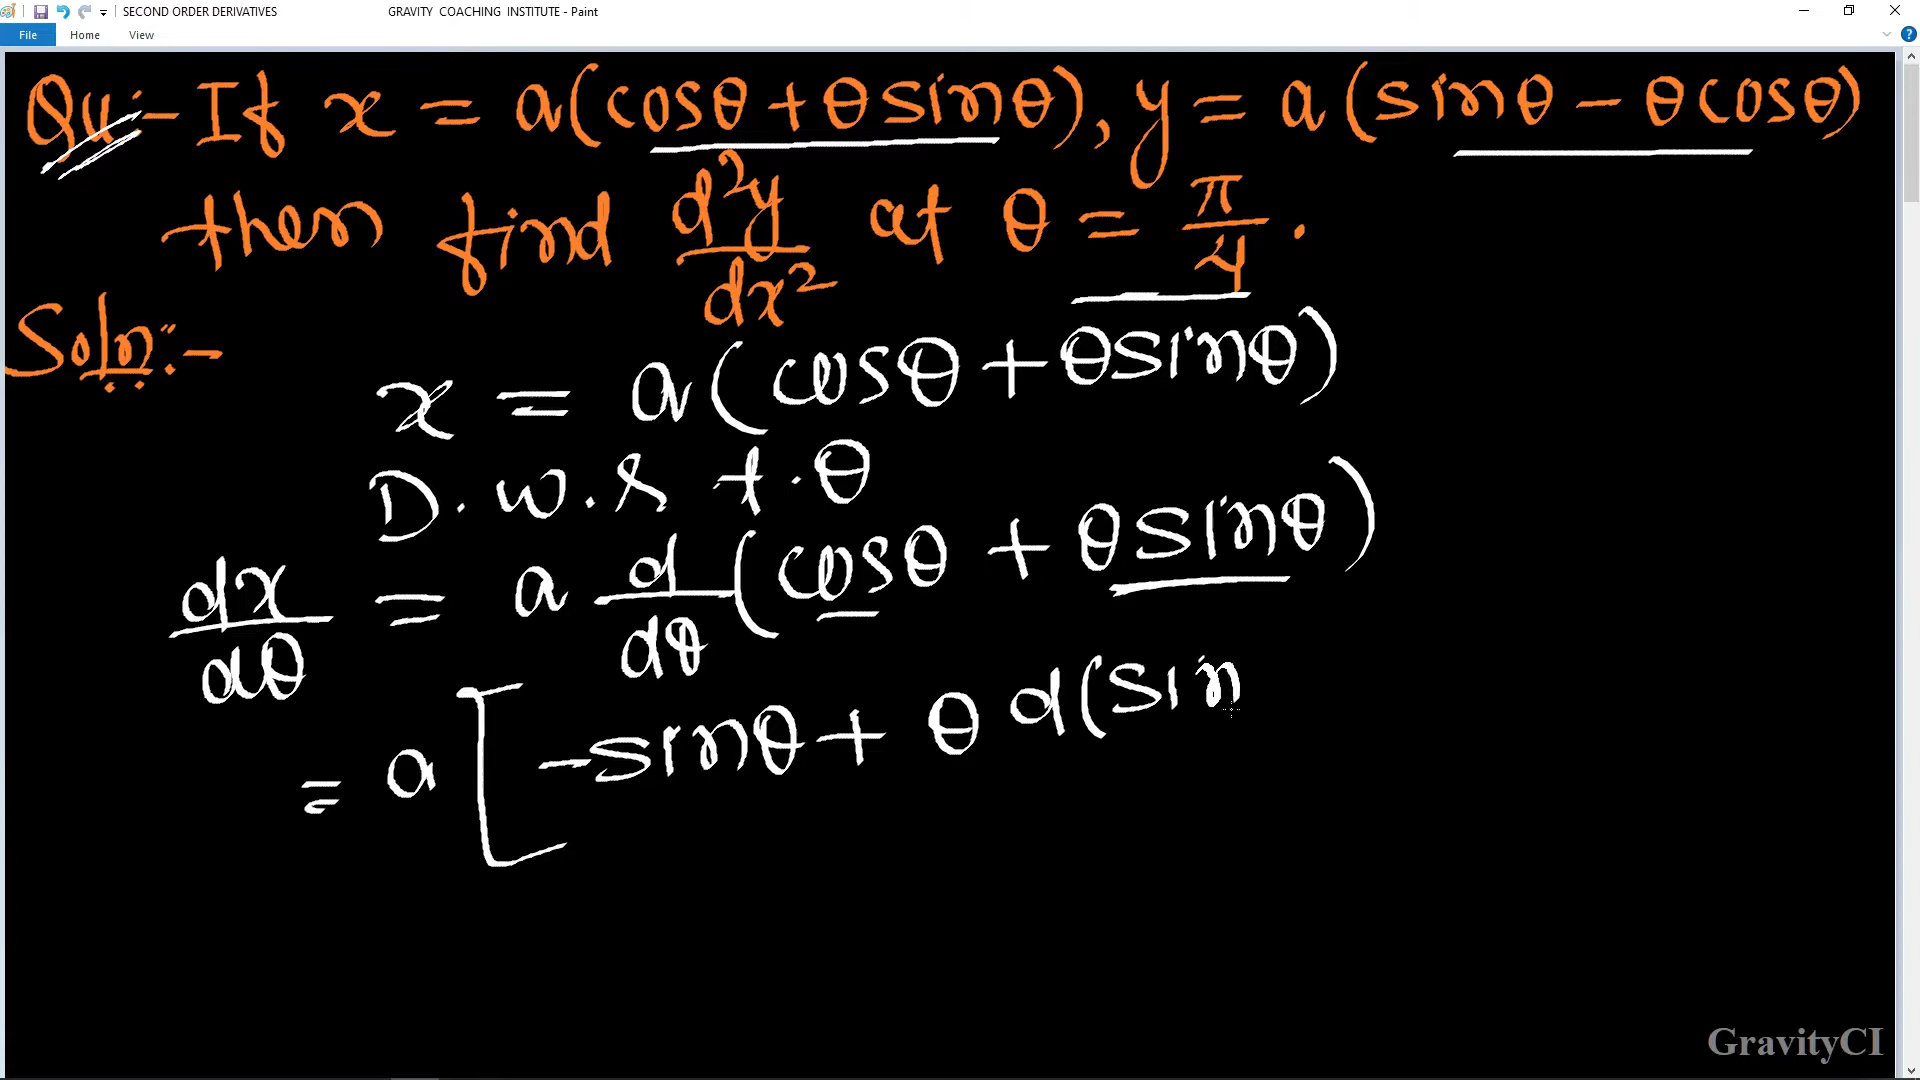 SECOND ORDER DERIVATIVES GRAVITY COACHING INSTITUTE - Paint
File Home View
Qu:- If x = a(cosθ + θsinθ), y = a(sinθ - θcosθ)
then find d²y/dx² at θ = π/4.
Soln:-
x = a(cosθ + θsinθ)
D.w.r t.θ
dx/dθ = a d/dθ (cosθ + θsinθ)
= a [-sinθ + θ d(sin
GravityCI